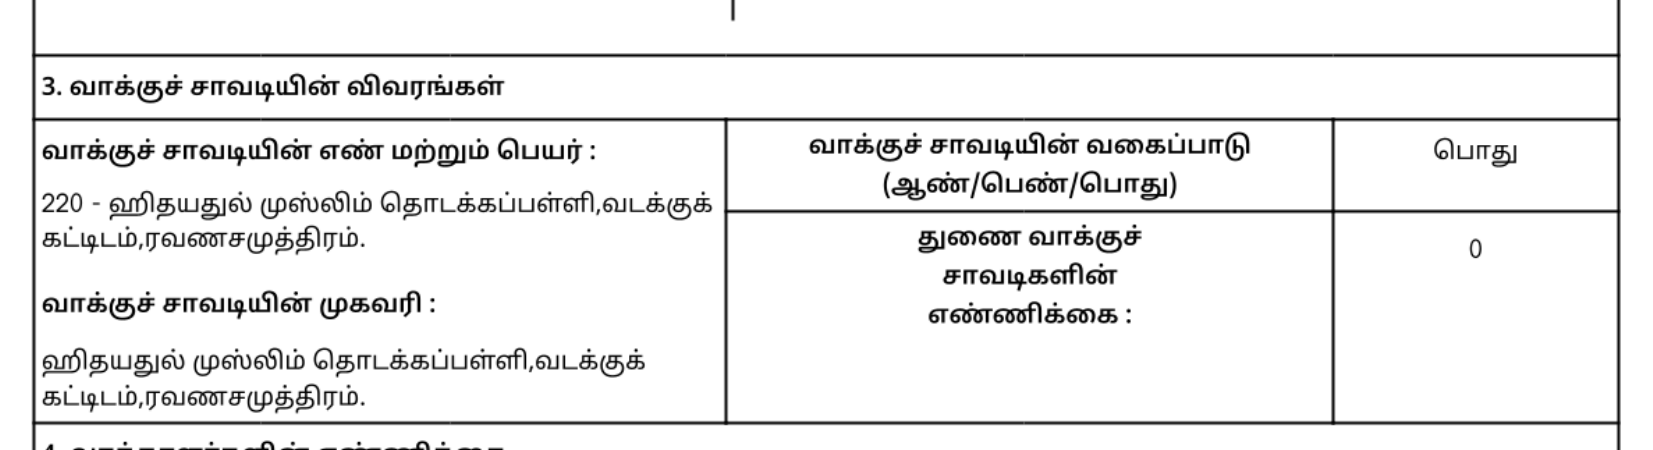 3. வாக்குச் சாவடியின் விவரங்கள்
வாக்குச் சாவடியின் எண் மற்றும் பெயர் :
220 - ஹிதயதுல் முஸ்லிம் தொடக்கப்பள்ளி,வடக்குக்
கட்டிடம்,ரவணசமுத்திரம்.
வாக்குச் சாவடியின் முகவரி :
ஹிதயதுல் முஸ்லிம் தொடக்கப்பள்ளி,வடக்குக்
கட்டிடம்,ரவணசமுத்திரம்.
வாக்குச் சாவடியின் வகைப்பாடு
(ஆண்/பெண்/பொது)
பொது
துணை வாக்குச்
சாவடிகளின்
எண்ணிக்கை :
0